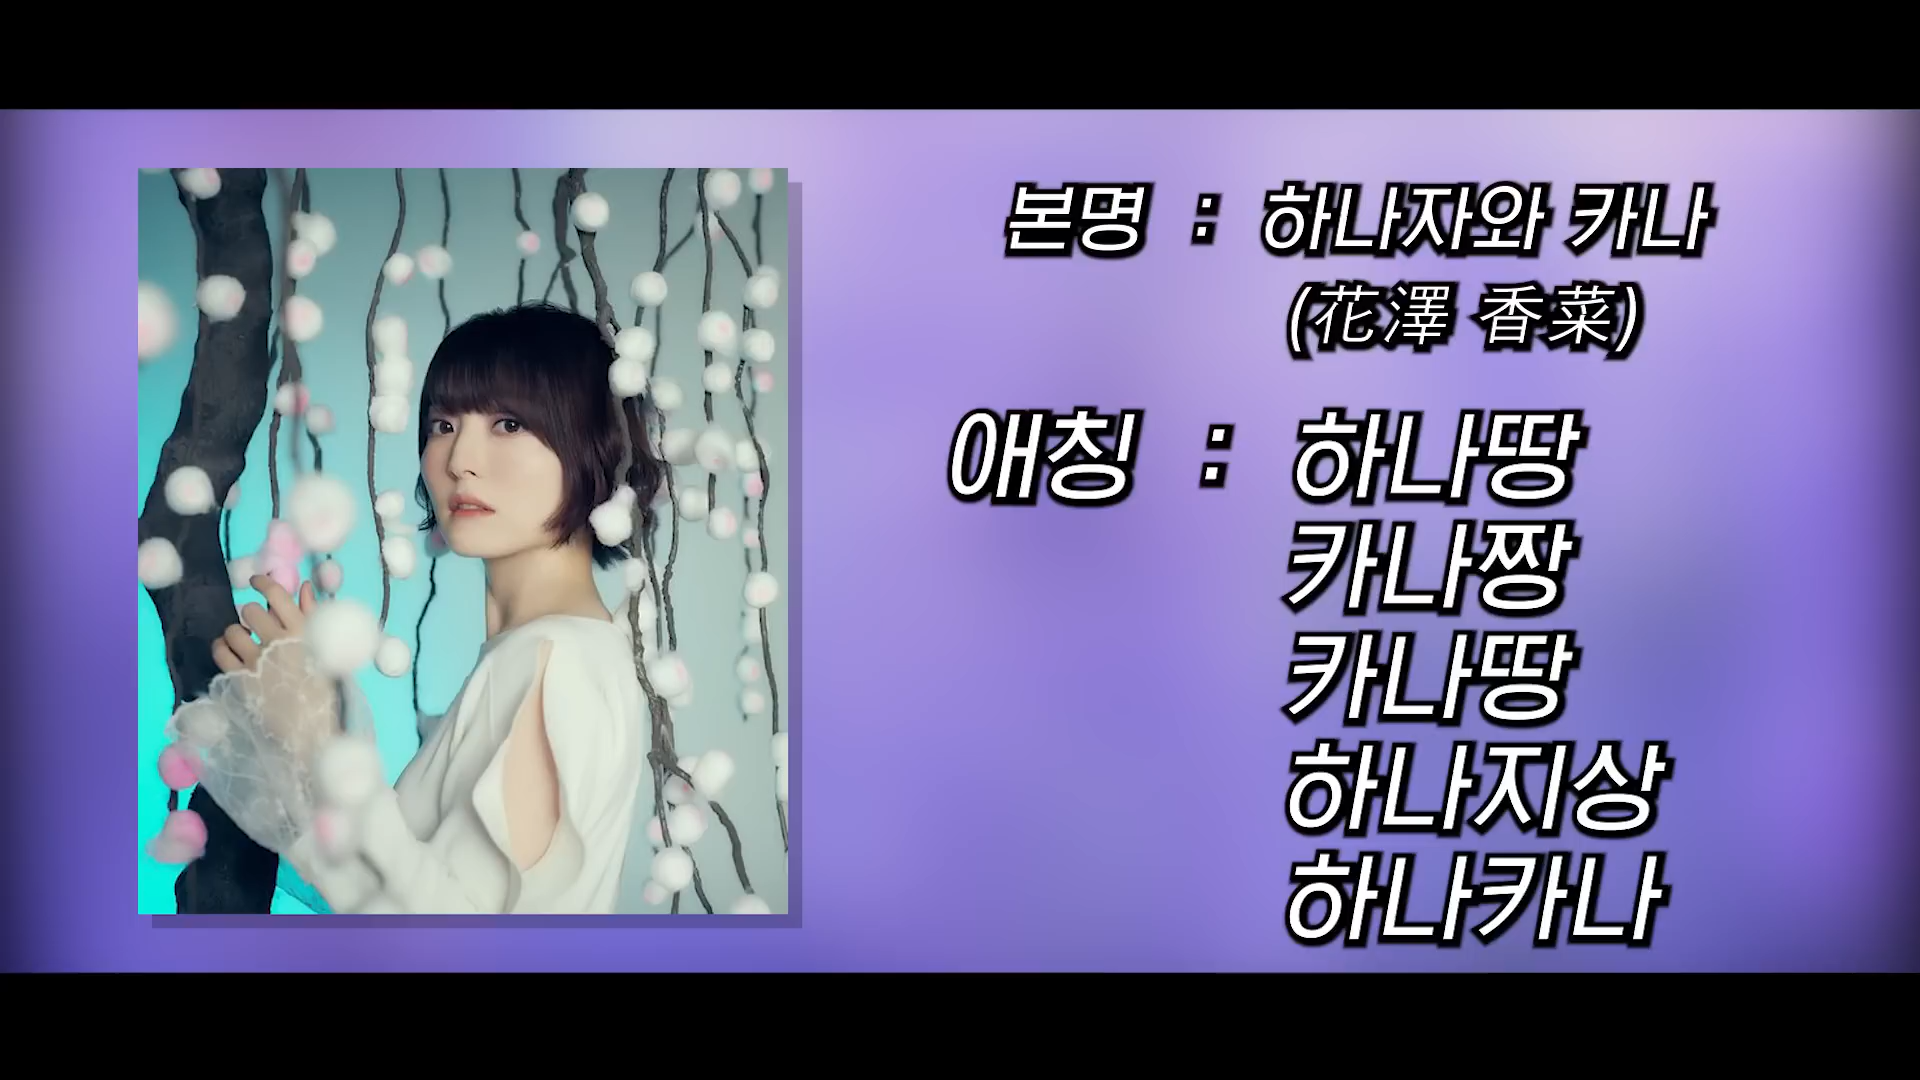 본명 : 하나자와 카나
(花澤 香菜)
애칭 : 하나땅
카나짱
카나땅
하나지상
하나카나